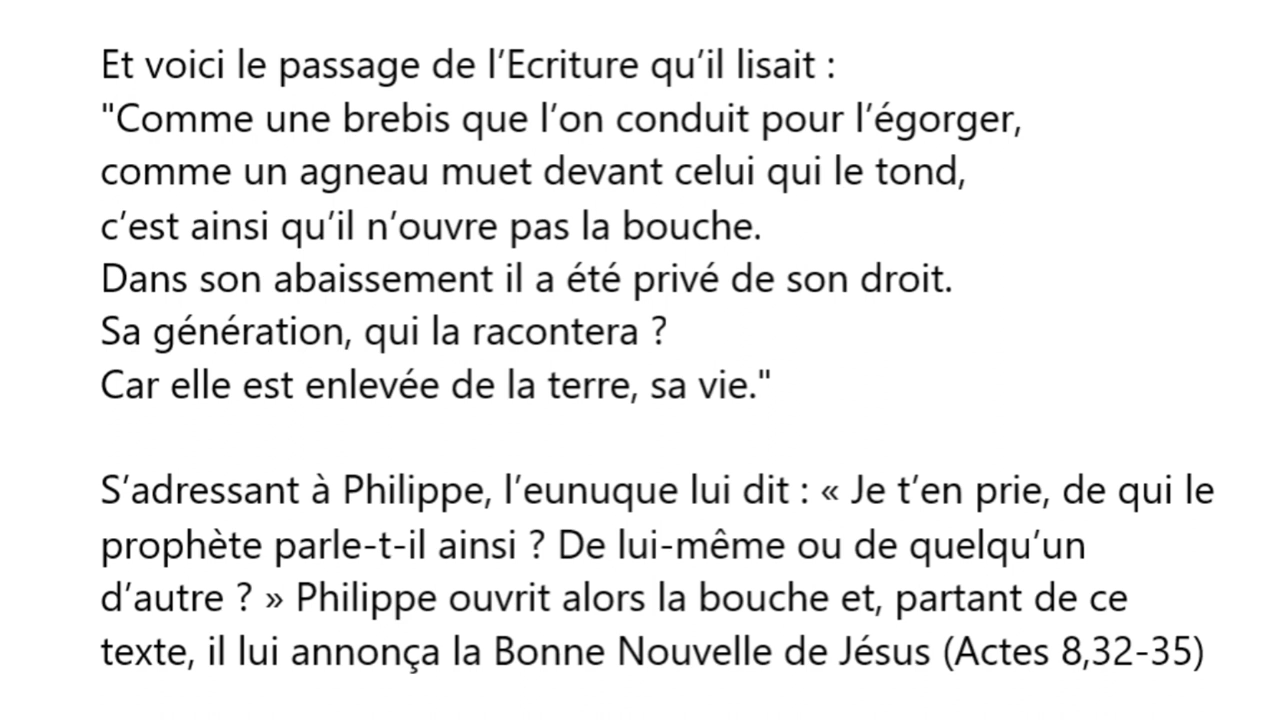 Et voici le passage de l’Ecriture qu’il lisait :
"Comme une brebis que l’on conduit pour l’égorger,
comme un agneau muet devant celui qui le tond,
c’est ainsi qu’il n’ouvre pas la bouche.
Dans son abaissement il a été privé de son droit.
Sa génération, qui la racontera ?
Car elle est enlevée de la terre, sa vie."
S’adressant à Philippe, l’eunuque lui dit : « Je t’en prie, de qui le
prophète parle-t-il ainsi ? De lui-même ou de quelqu’un
d’autre ? » Philippe ouvrit alors la bouche et, partant de ce
texte, il lui annonça la Bonne Nouvelle de Jésus (Actes 8,32-35)